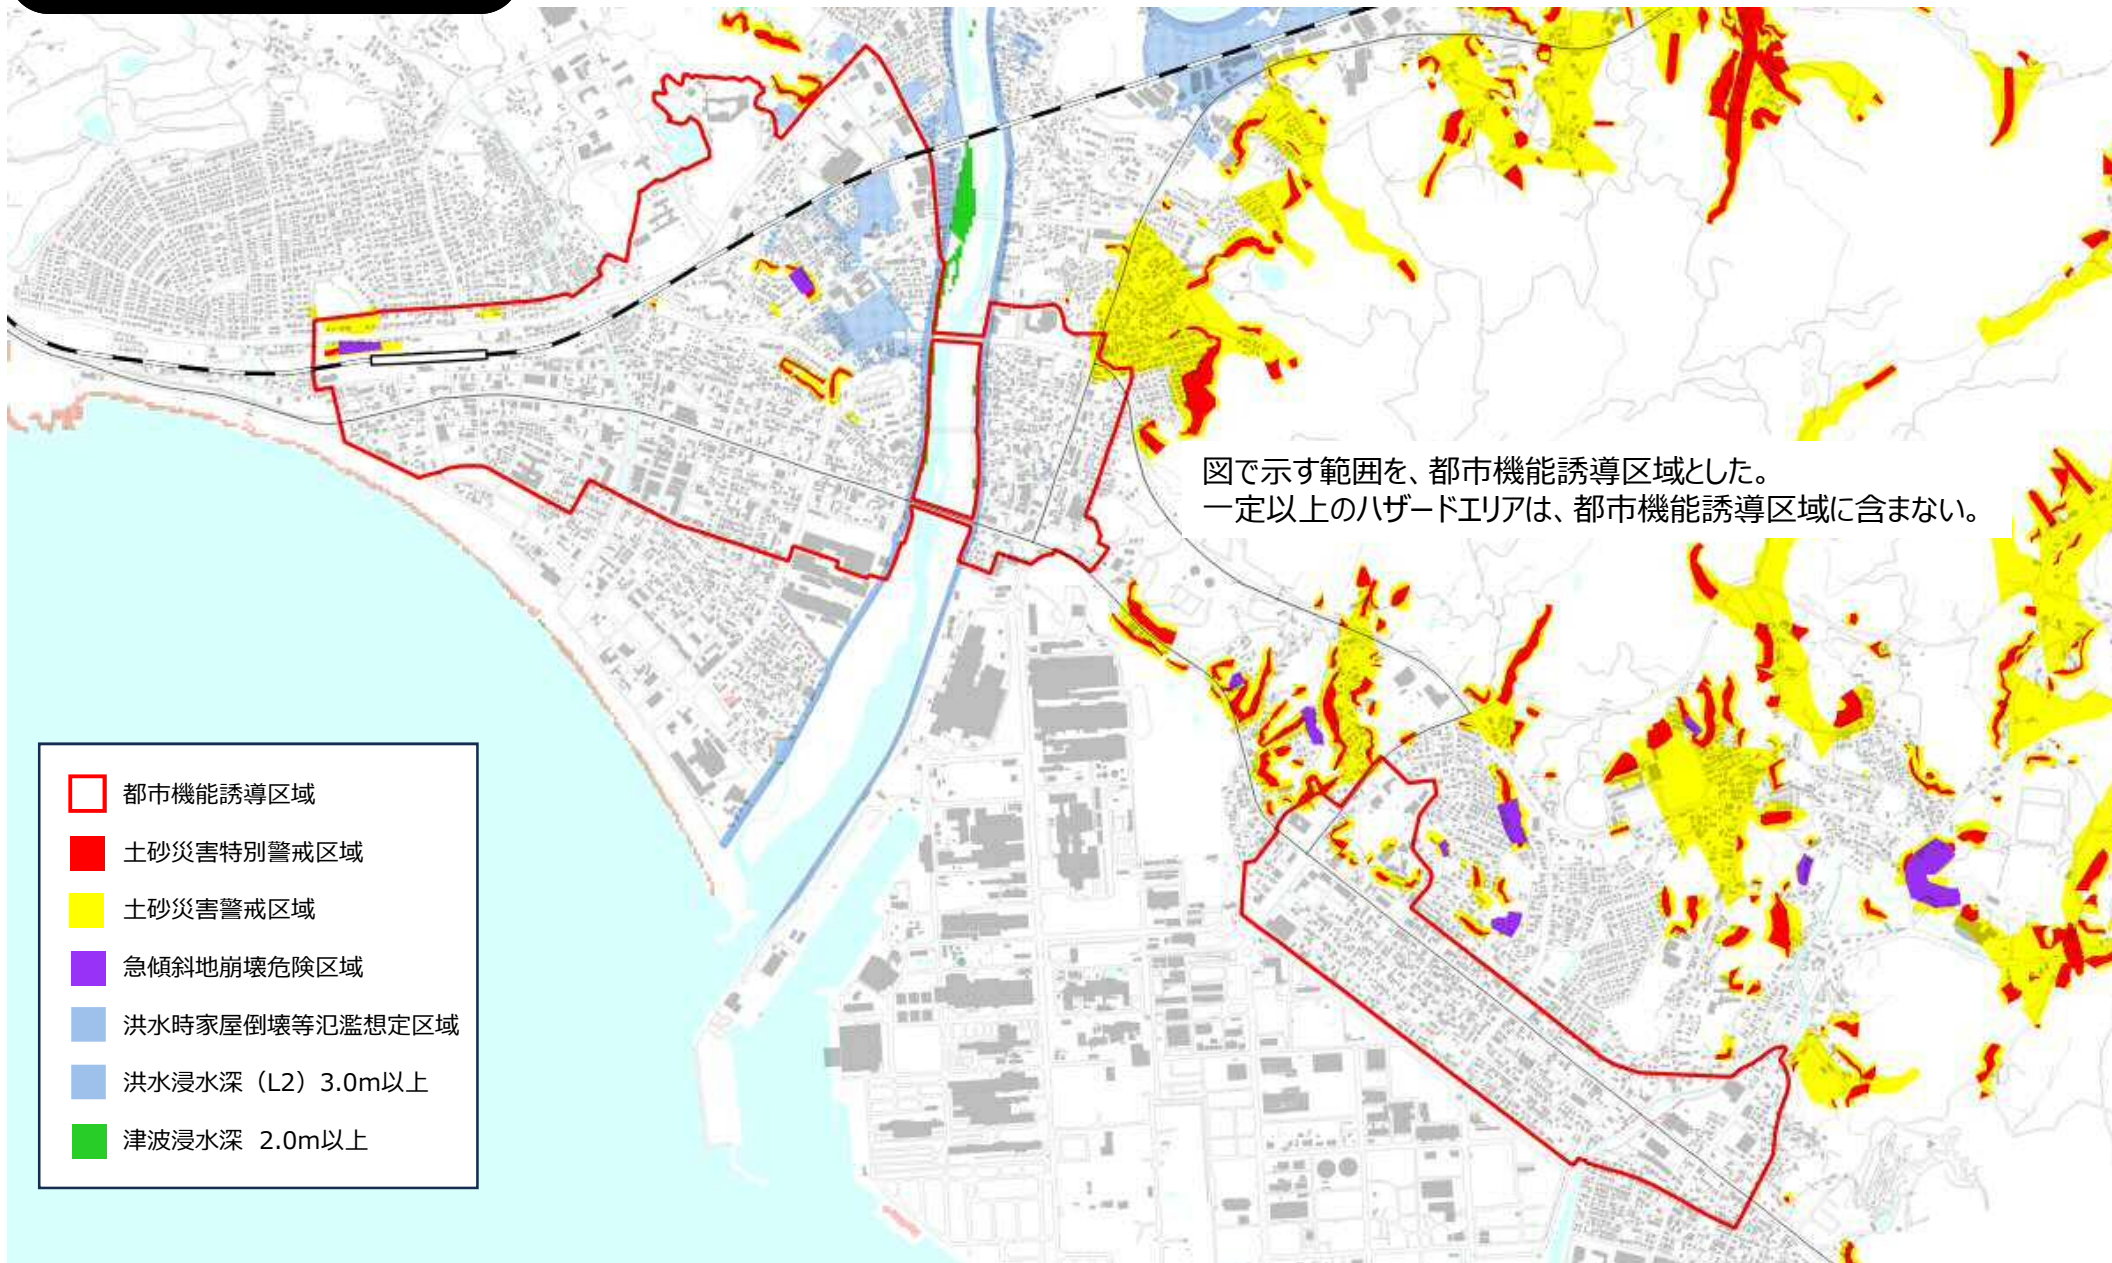 図で示す範囲を、都市機能誘導区域とした。
一定以上のハザードエリアは、都市機能誘導区域に含まない。
都市機能誘導区域
土砂災害特別警戒区域
土砂災害警戒区域
急傾斜地崩壊危険区域
洪水時家屋倒壊等氾濫想定区域
洪水浸水深（L2）3.0m以上
津波浸水深 2.0m以上